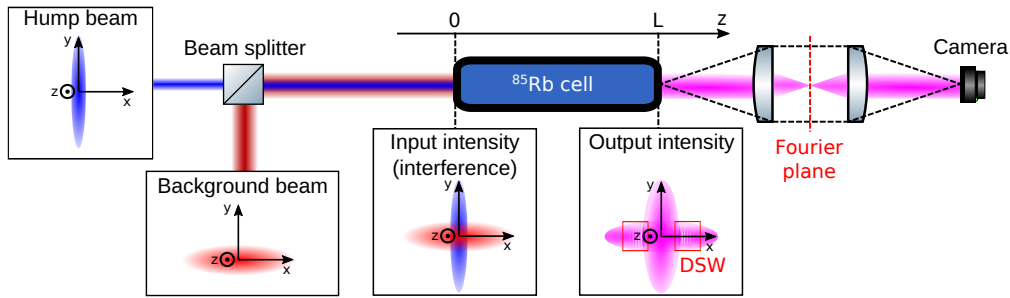 Hump beam
y
z
x
Beam splitter
Background beam
y
z
x
0
L
z
⁸⁵Rb cell
Input intensity
(interference)
y
z
x
Output intensity
y
z
x
DSW
Fourier
plane
Camera